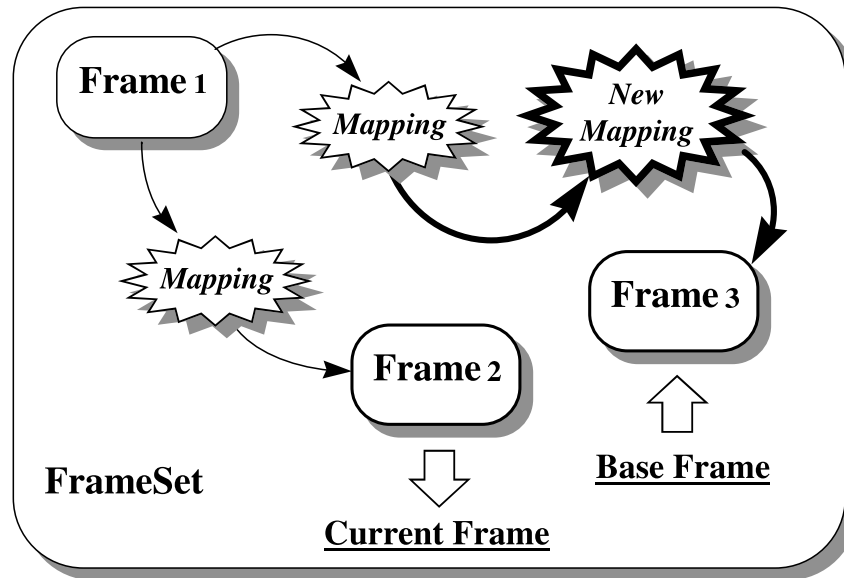 Frame 1
Mapping
New
Mapping
Mapping
Frame 3
Frame 2
Base Frame
FrameSet
Current Frame